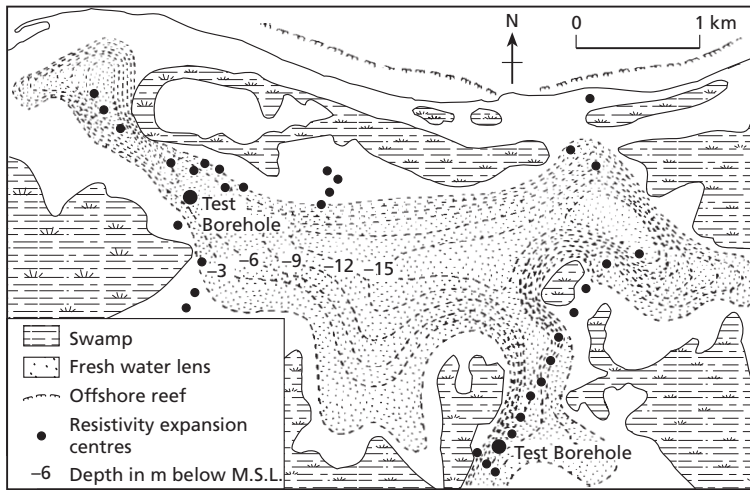 N
0 1 km
Test
Borehole
–3 –6 –9 –12 –15
Swamp
Fresh water lens
Offshore reef
Resistivity expansion
centres
–6 Depth in m below M.S.L.
Test Borehole